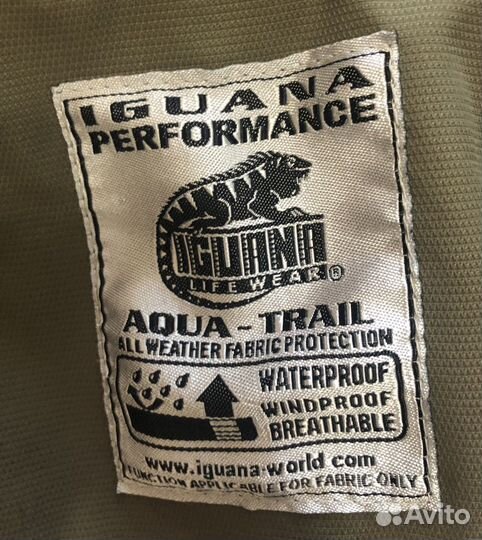 IGUANA
PERFORMANCE
IGUANA
LIFE WEAR ®
AQUA - TRAIL
ALL WEATHER FABRIC PROTECTION
WATERPROOF
WINDPROOF
BREATHABLE
www.iguana-world.com
FUNCTION APPLICABLE FOR FABRIC ONLY
Avito